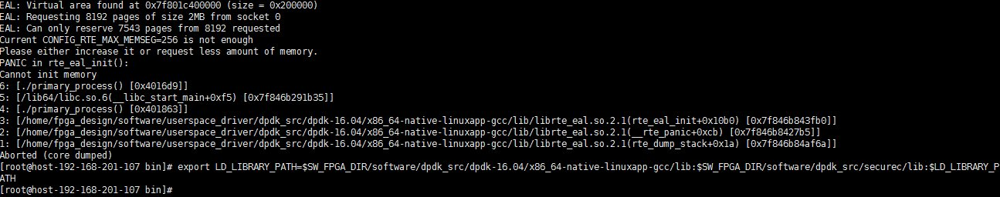 EAL: Virtual area found at 0x7f801c400000 (size = 0x200000)
EAL: Requesting 8192 pages of size 2MB from socket 0
EAL: Can only reserve 7543 pages from 8192 requested
Current CONFIG_RTE_MAX_MEMSEG=256 is not enough
Please either increase it or request less amount of memory.
PANIC in rte_eal_init():
Cannot init memory
6: [./primary_process() [0x4016d9]]
5: [/lib64/libc.so.6(__libc_start_main+0xf5) [0x7f846b291b35]]
4: [./primary_process() [0x401863]]
3: [/home/fpga_design/software/userspace_driver/dpdk_src/dpdk-16.04/x86_64-native-linuxapp-gcc/lib/librte_eal.so.2.1(rte_eal_init+0x10b0) [0x7f846b843fb0]]
2: [/home/fpga_design/software/userspace_driver/dpdk_src/dpdk-16.04/x86_64-native-linuxapp-gcc/lib/librte_eal.so.2.1(__rte_panic+0xcb) [0x7f846b8427b5]]
1: [/home/fpga_design/software/userspace_driver/dpdk_src/dpdk-16.04/x86_64-native-linuxapp-gcc/lib/librte_eal.so.2.1(rte_dump_stack+0x1a) [0x7f846b84af6a]]
Aborted (core dumped)
[root@host-192-168-201-107 bin]# export LD_LIBRARY_PATH=$SW_FPGA_DIR/software/dpdk_src/dpdk-16.04/x86_64-native-linuxapp-gcc/lib:$SW_FPGA_DIR/software/dpdk_src/securec/lib:$LD_LIBRARY_P
ATH
[root@host-192-168-201-107 bin]#